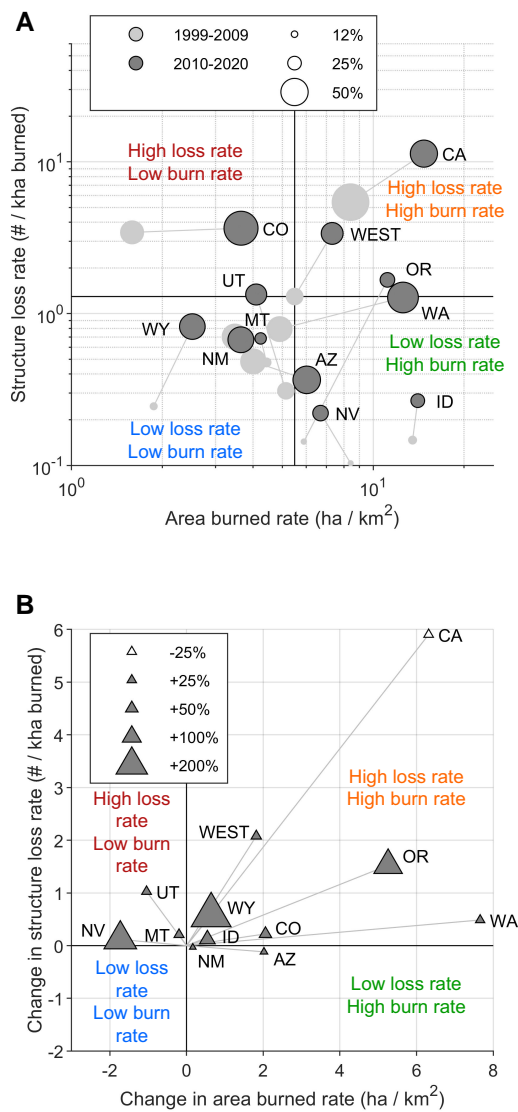 A
1999-2009
12%
2010-2020
25%
50%
Structure loss rate (# / kha burned)
10^1
10^0
10^-1
High loss rate
Low burn rate
High loss rate
High burn rate
Low loss rate
High burn rate
Low loss rate
Low burn rate
CA
CO
WEST
UT
OR
WA
WY
MT
NM
AZ
NV
ID
10^0
10^1
Area burned rate (ha / km^2)
B
-25%
+25%
+50%
+100%
+200%
Change in structure loss rate (# / kha burned)
6
5
4
3
2
1
0
-1
-2
High loss
rate
Low burn
rate
High loss rate
High burn rate
Low loss
rate
Low burn
rate
Low loss rate
High burn rate
CA
WEST
OR
UT
WY
WA
NV
MT
ID
CO
NM
AZ
-2
0
2
4
6
8
Change in area burned rate (ha / km^2)